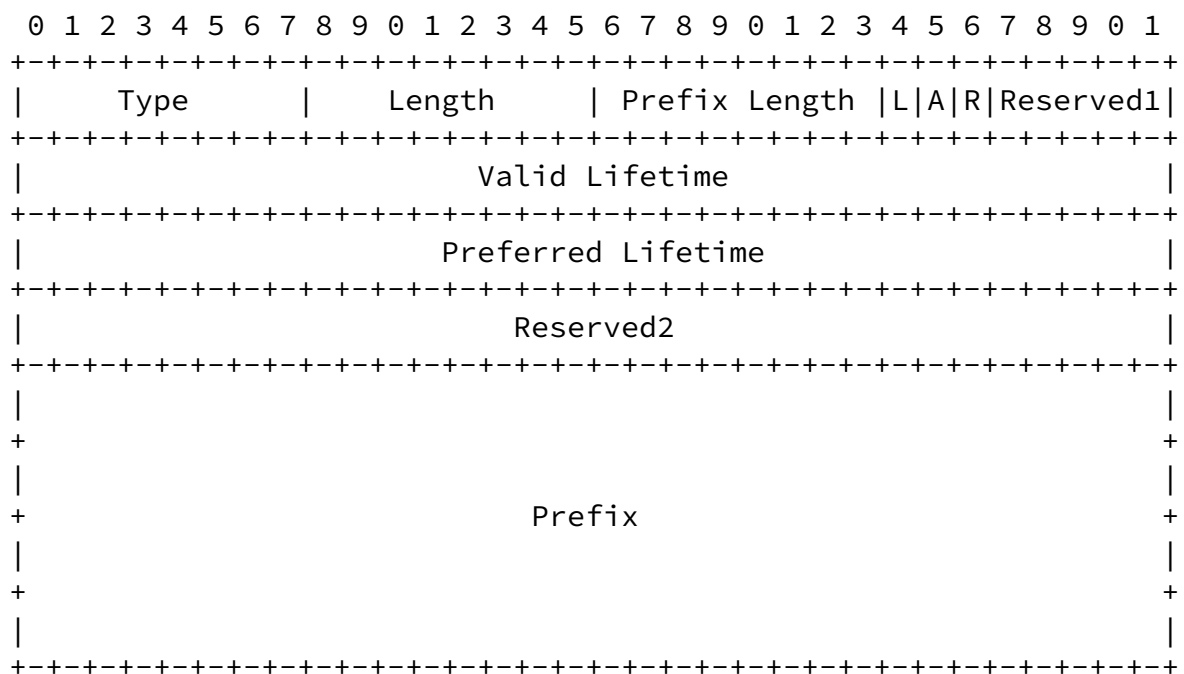 0 1 2 3 4 5 6 7 8 9 0 1 2 3 4 5 6 7 8 9 0 1 2 3 4 5 6 7 8 9 0 1
+-+-+-+-+-+-+-+-+-+-+-+-+-+-+-+-+-+-+-+-+-+-+-+-+-+-+-+-+-+-+-+-+
|     Type      |    Length     | Prefix Length |L|A|R|Reserved1|
+-+-+-+-+-+-+-+-+-+-+-+-+-+-+-+-+-+-+-+-+-+-+-+-+-+-+-+-+-+-+-+-+
|                         Valid Lifetime                        |
+-+-+-+-+-+-+-+-+-+-+-+-+-+-+-+-+-+-+-+-+-+-+-+-+-+-+-+-+-+-+-+-+
|                       Preferred Lifetime                      |
+-+-+-+-+-+-+-+-+-+-+-+-+-+-+-+-+-+-+-+-+-+-+-+-+-+-+-+-+-+-+-+-+
|                           Reserved2                           |
+-+-+-+-+-+-+-+-+-+-+-+-+-+-+-+-+-+-+-+-+-+-+-+-+-+-+-+-+-+-+-+-+
|                                                               |
+                                                               +
|                                                               |
+                            Prefix                             +
|                                                               |
+                                                               +
|                                                               |
+-+-+-+-+-+-+-+-+-+-+-+-+-+-+-+-+-+-+-+-+-+-+-+-+-+-+-+-+-+-+-+-+